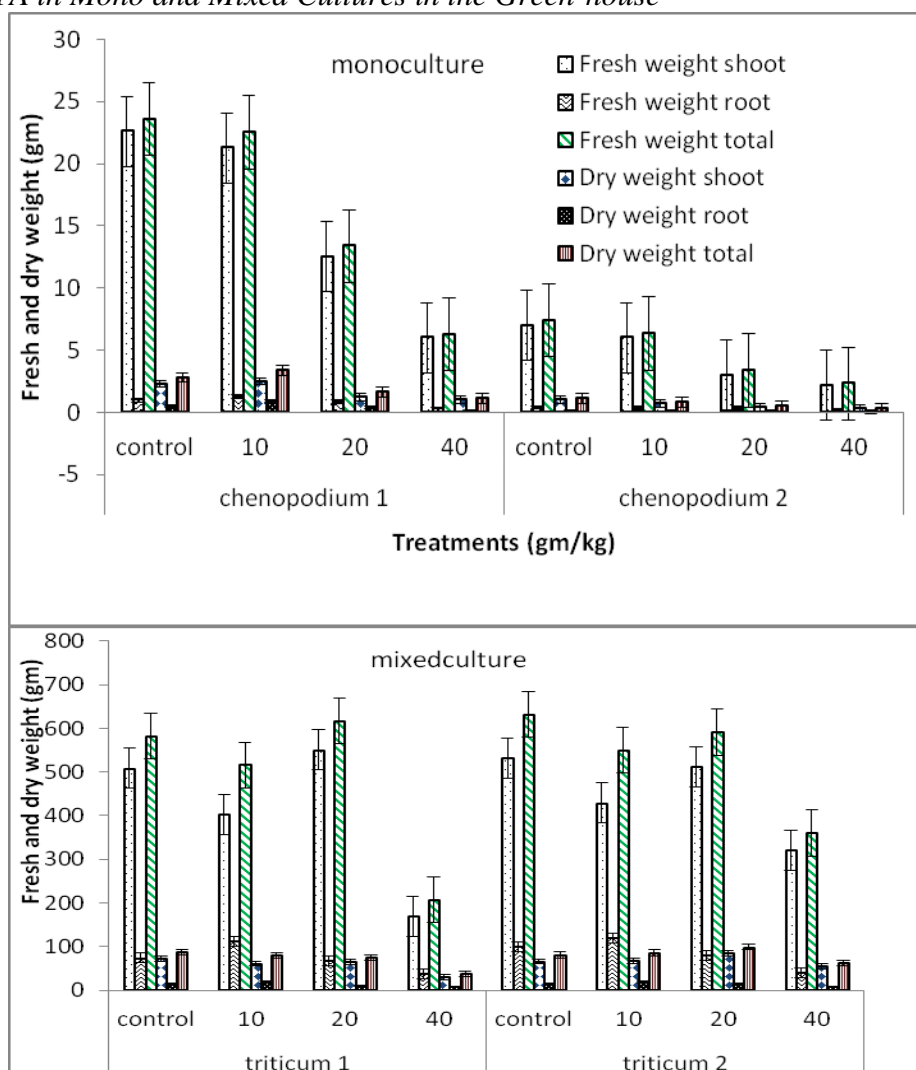 in Mono and Mixed Cultures in the Green-house
monoculture
Fresh weight shoot
Fresh weight root
Fresh weight total
Dry weight shoot
Dry weight root
Dry weight total
Fresh and dry weight (gm)
30
25
20
15
10
5
0
-5
control 10 20 40 control 10 20 40
chenopodium 1 chenopodium 2
Treatments (gm/kg)
mixedculture
Fresh and dry weight (gm)
800
700
600
500
400
300
200
100
0
control 10 20 40 control 10 20 40
triticum 1 triticum 2